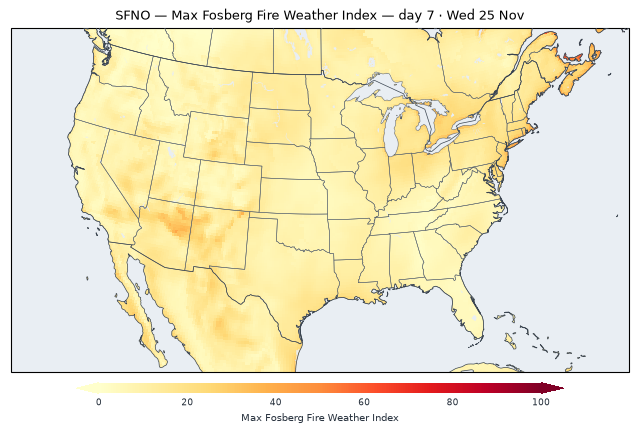 SFNO — Max Fosberg Fire Weather Index — day 7 · Wed 25 Nov
0 20 40 60 80 100
Max Fosberg Fire Weather Index